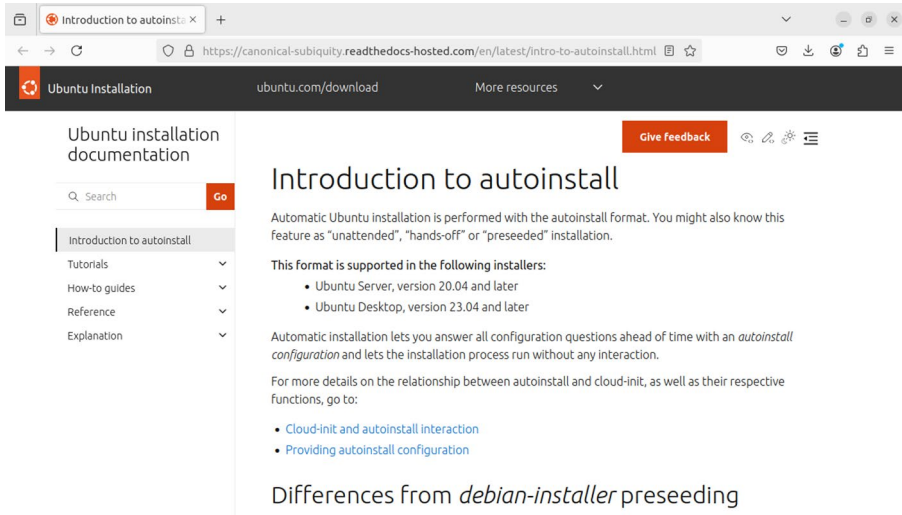 Introduction to autoinsta
https://canonical-subiquity.readthedocs-hosted.com/en/latest/intro-to-autoinstall.html
Ubuntu Installation
ubuntu.com/download
More resources
Ubuntu installation
documentation
Search
Go
Introduction to autoinstall
Tutorials
How-to guides
Reference
Explanation
Give feedback
Introduction to autoinstall
Automatic Ubuntu installation is performed with the autoinstall format. You might also know this
feature as “unattended”, “hands-off” or “preseeded” installation.
This format is supported in the following installers:
• Ubuntu Server, version 20.04 and later
• Ubuntu Desktop, version 23.04 and later
Automatic installation lets you answer all configuration questions ahead of time with an autoinstall
configuration and lets the installation process run without any interaction.
For more details on the relationship between autoinstall and cloud-init, as well as their respective
functions, go to:
• Cloud-init and autoinstall interaction
• Providing autoinstall configuration
Differences from debian-installer preseeding